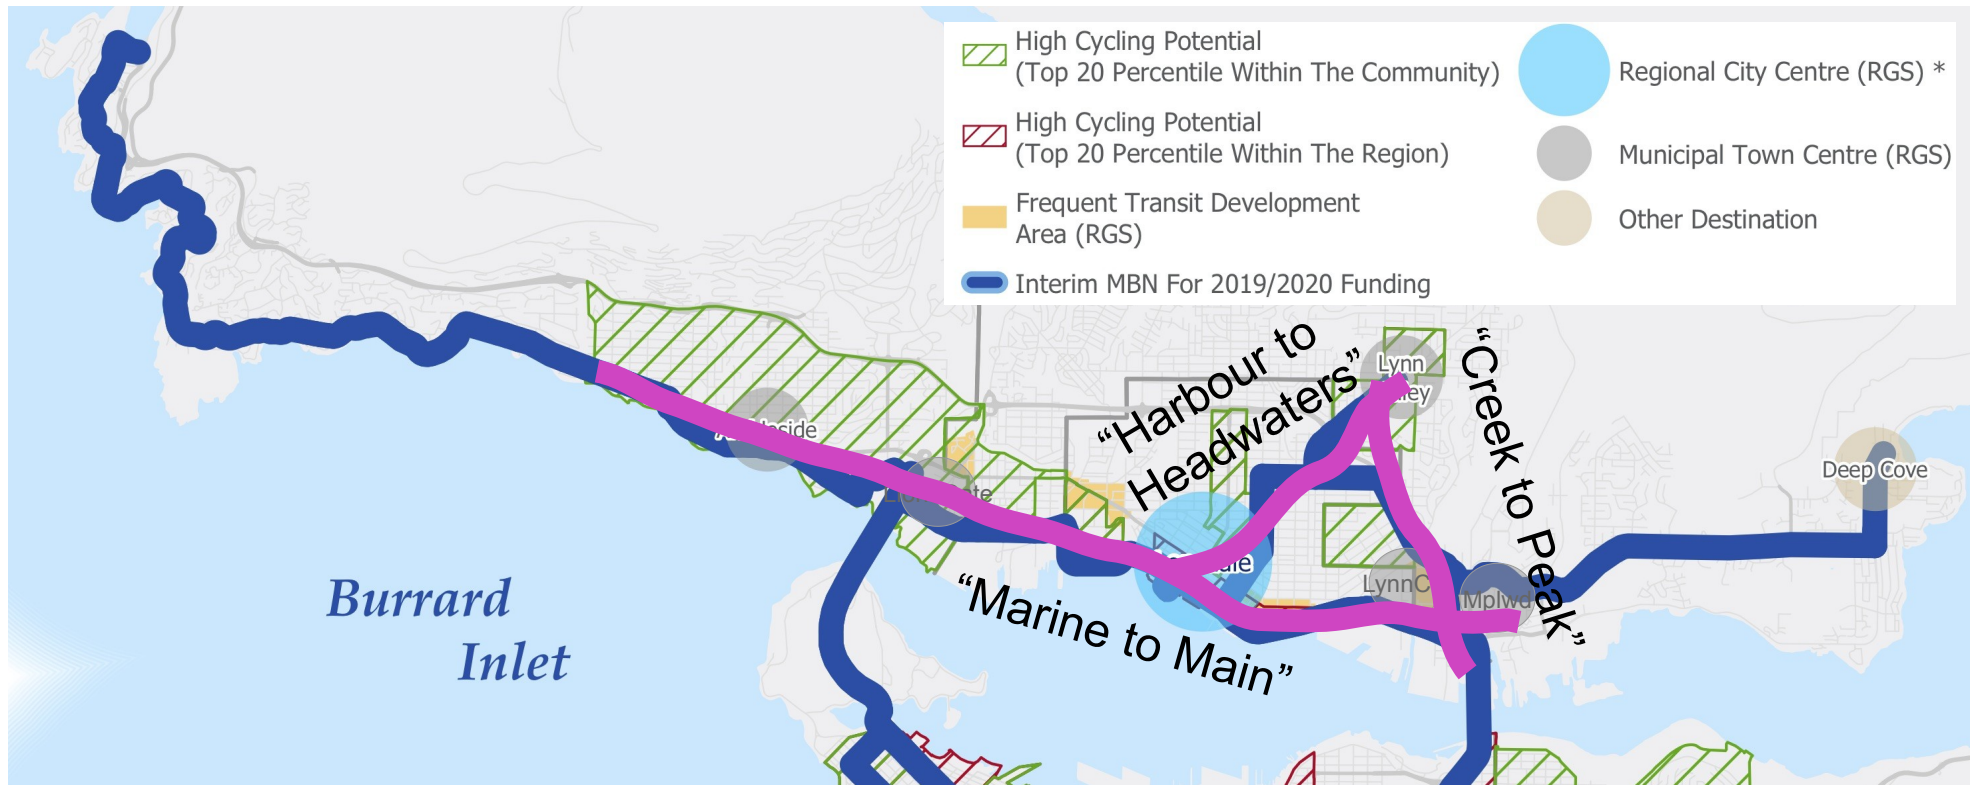 High Cycling Potential
(Top 20 Percentile Within The Community)
High Cycling Potential
(Top 20 Percentile Within The Region)
Frequent Transit Development
Area (RGS)
Interim MBN For 2019/2020 Funding
Regional City Centre (RGS) *
Municipal Town Centre (RGS)
Other Destination
“Harbour to
Headwaters”
“Creek to Peak”
“Marine to Main”
Lynn
Deep Cove
LynnC
Mplwd
Burrard
Inlet